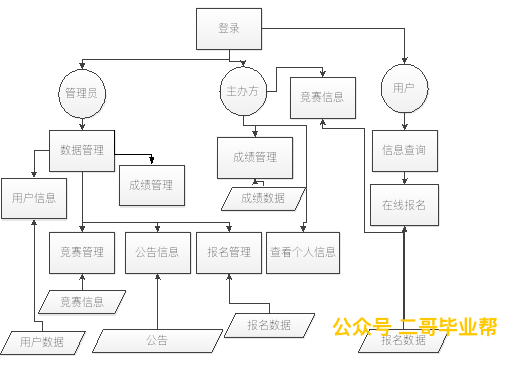 登录
管理员
主办方
用户
竞赛信息
数据管理
成绩管理
信息查询
成绩管理
用户信息
成绩数据
在线报名
竞赛管理
公告信息
报名管理
查看个人信息
竞赛信息
报名数据
公众号 二哥毕业帮
用户数据
公告
报名数据